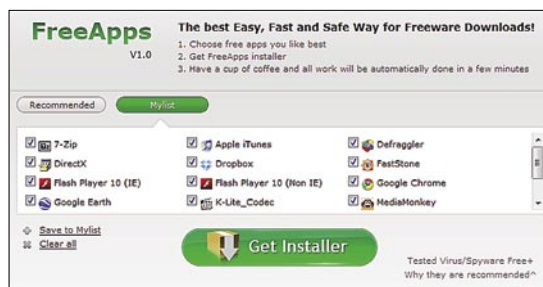 FreeApps
V1.0
The best Easy, Fast and Safe Way for Freeware Downloads!
1. Choose free apps you like best
2. Get FreeApps installer
3. Have a cup of coffee and all work will be automatically done in a few minutes
Recommended
Mylist
7-Zip
Apple iTunes
Defraggler
DirectX
Dropbox
FastStone
Flash Player 10 (IE)
Flash Player 10 (Non IE)
Google Chrome
Google Earth
K-Lite_Codec
MediaMonkey
Save to Mylist
Clear all
Get Installer
Tested Virus/Spyware Free+
Why they are recommended^